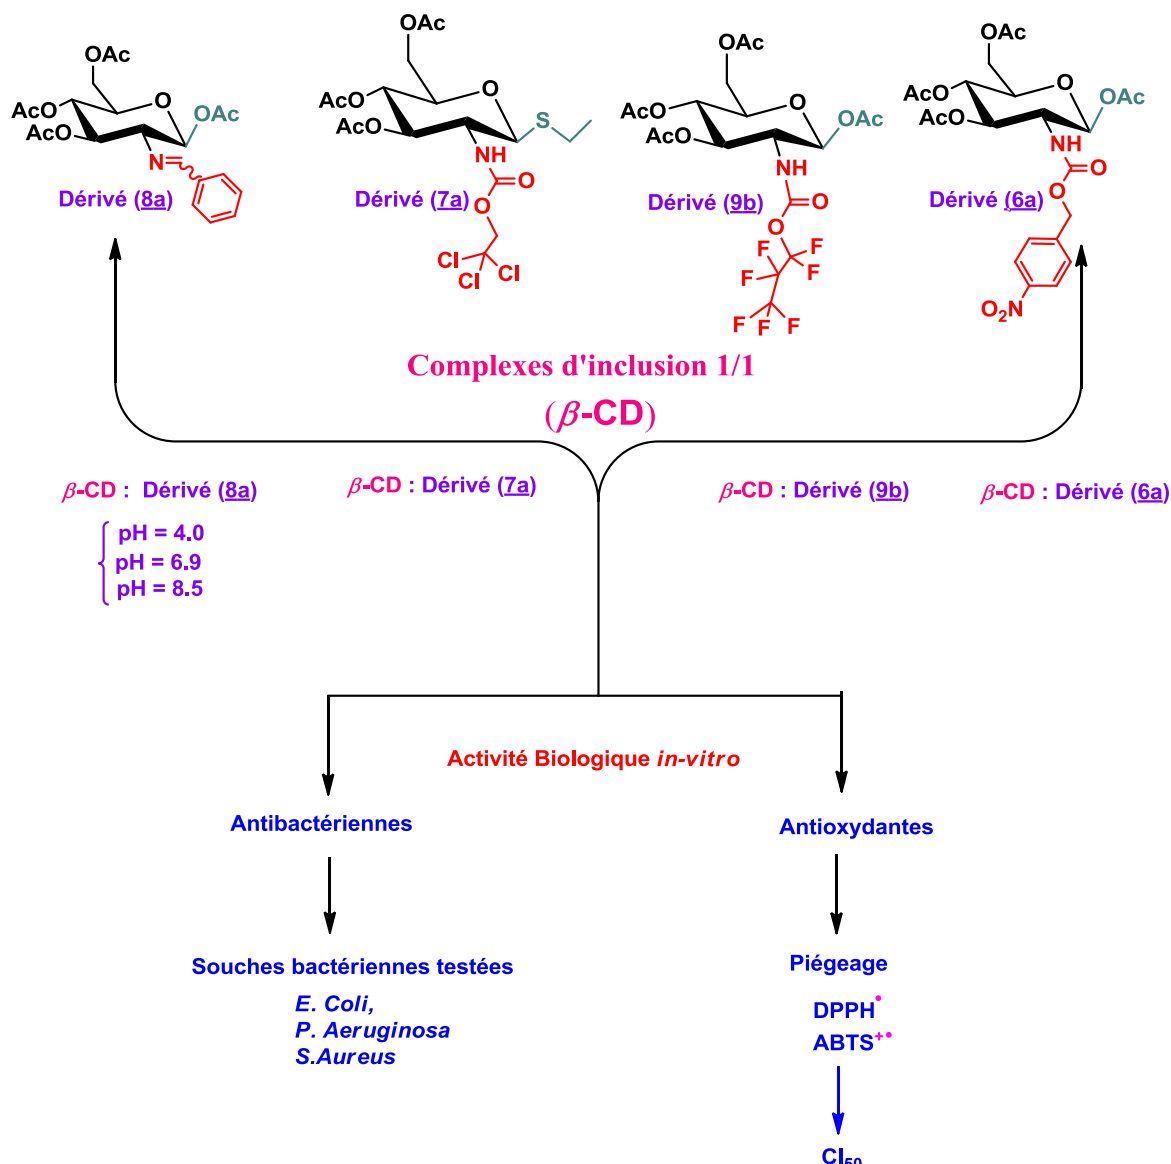 OAc
OAc
OAc
OAc
AcO
AcO
O
OAc
N
Dérivé (8a)
AcO
AcO
O
S
NH
O
O
Cl
Cl
Cl
Dérivé (7a)
AcO
AcO
O
OAc
NH
O
O
F
F
F
F
F
F
F
Dérivé (9b)
AcO
AcO
O
OAc
NH
O
O
O2N
Dérivé (6a)
Complexes d'inclusion 1/1
(β-CD)
β-CD : Dérivé (8a)
β-CD : Dérivé (7a)
β-CD : Dérivé (9b)
β-CD : Dérivé (6a)
pH = 4.0
pH = 6.9
pH = 8.5
Activité Biologique in-vitro
Antibactériennes
Antioxydantes
Souches bactériennes testées
E. Coli,
P. Aeruginosa
S.Aureus
Piégeage
DPPH•
ABTS+•
CI50